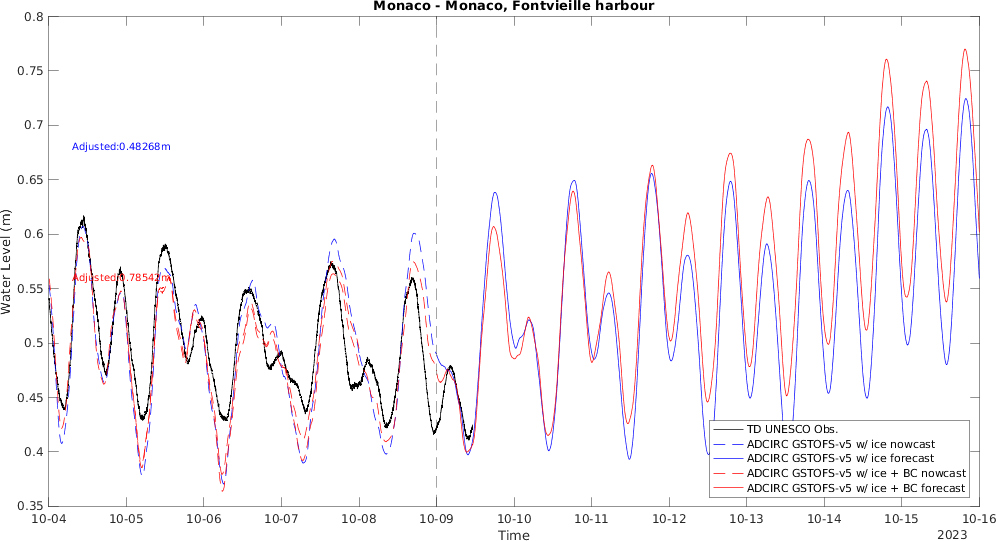 Monaco - Monaco, Fontvieille harbour
0.8
0.75
0.7
0.65
0.6
0.55
0.5
0.45
0.4
0.35
Water Level (m)
Adjusted:0.48268m
Adjusted:0.78542m
TD UNESCO Obs.
ADCIRC GSTOFS-v5 w/ ice nowcast
ADCIRC GSTOFS-v5 w/ ice forecast
ADCIRC GSTOFS-v5 w/ ice + BC nowcast
ADCIRC GSTOFS-v5 w/ ice + BC forecast
10-04 10-05 10-06 10-07 10-08 10-09 10-10 10-11 10-12 10-13 10-14 10-15 10-16
Time
2023